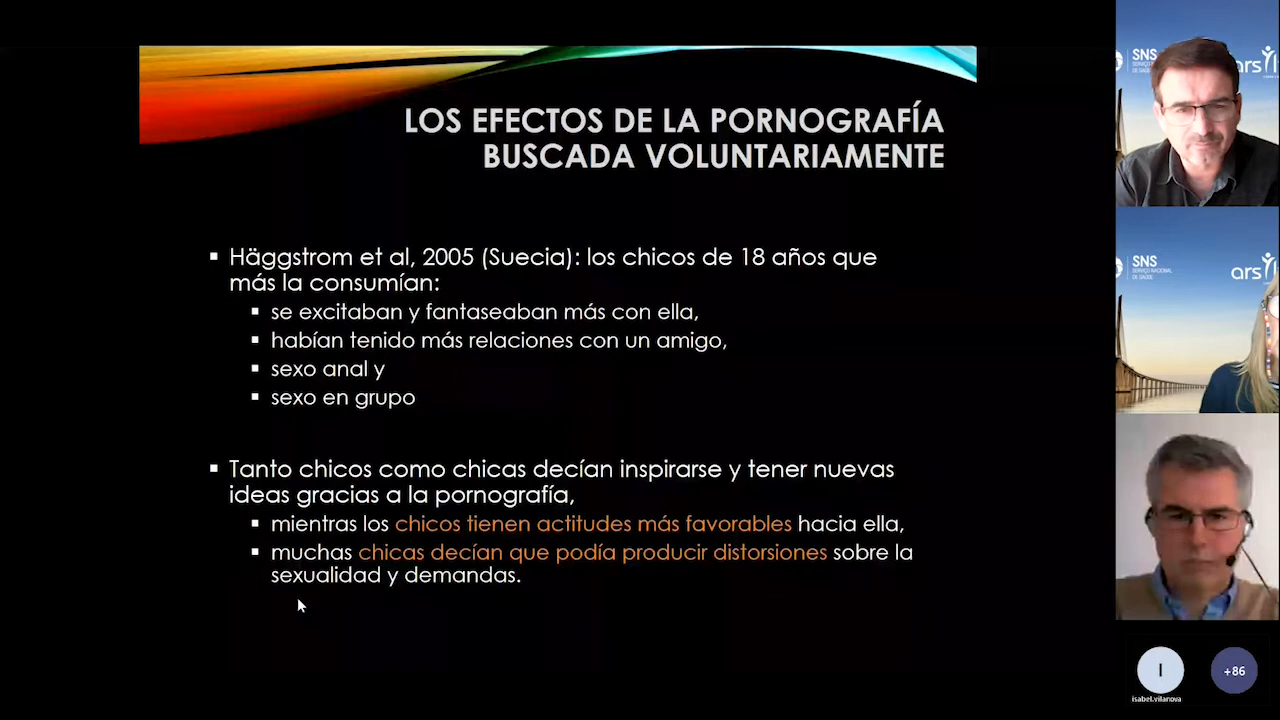 LOS EFECTOS DE LA PORNOGRAFÍA
BUSCADA VOLUNTARIAMENTE
Häggstrom et al, 2005 (Suecia): los chicos de 18 años que
más la consumían:
se excitaban y fantaseaban más con ella,
habían tenido más relaciones con un amigo,
sexo anal y
sexo en grupo
Tanto chicos como chicas decían inspirarse y tener nuevas
ideas gracias a la pornografía,
mientras los chicos tienen actitudes más favorables hacia ella,
muchas chicas decían que podía producir distorsiones sobre la
sexualidad y demandas.
SNS
SNS
SERVIÇO NACIONAL
DE SAÚDE
ars
I
+86
isabel.vilanova